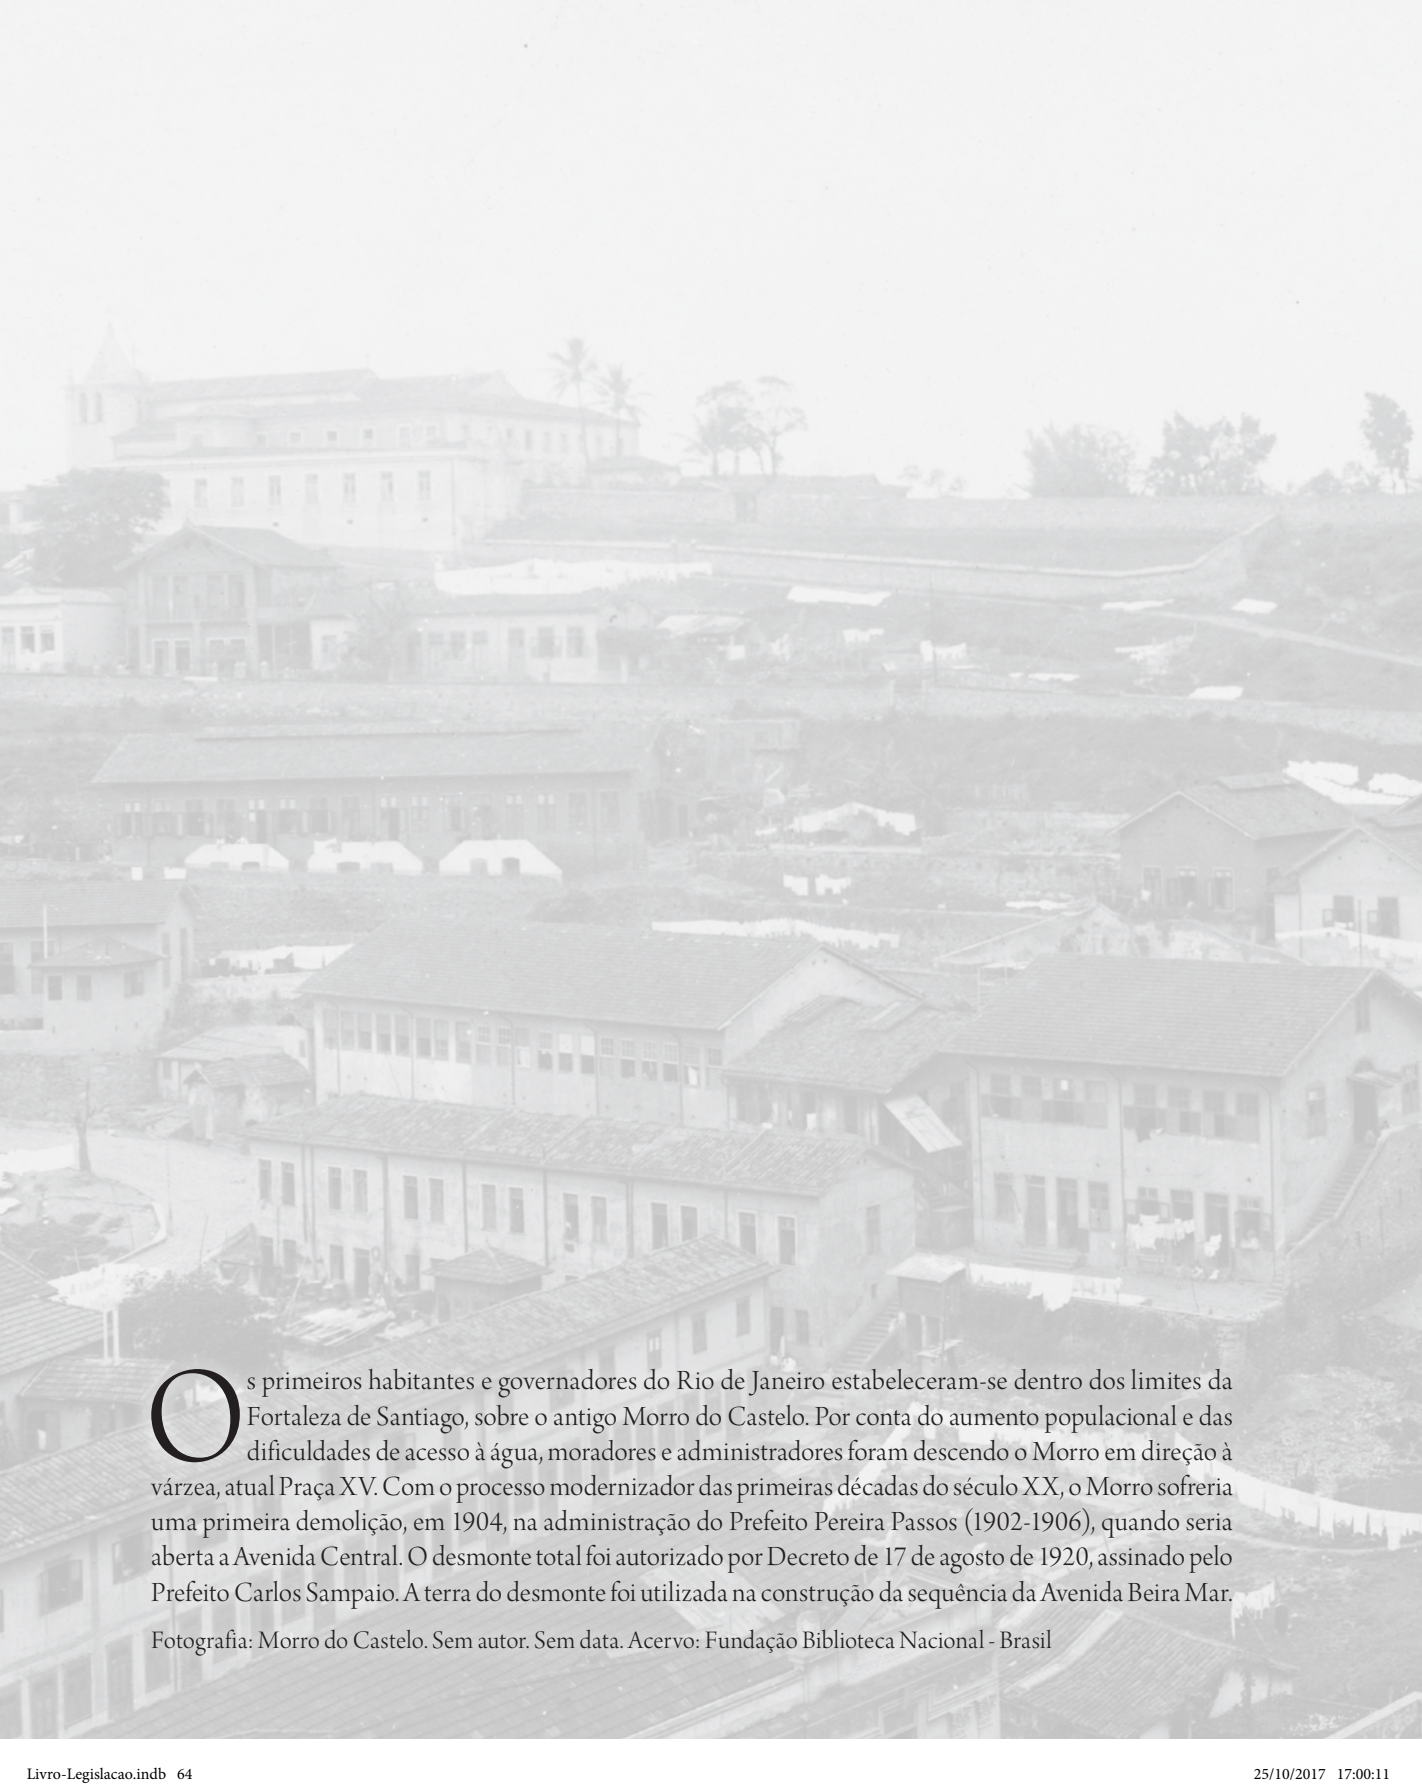 Os primeiros habitantes e governadores do Rio de Janeiro estabeleceram-se dentro dos limites da
Fortaleza de Santiago, sobre o antigo Morro do Castelo. Por conta do aumento populacional e das
dificuldades de acesso à água, moradores e administradores foram descendo o Morro em direção à
várzea, atual Praça XV. Com o processo modernizador das primeiras décadas do século XX, o Morro sofreria
uma primeira demolição, em 1904, na administração do Prefeito Pereira Passos (1902-1906), quando seria
aberta a Avenida Central. O desmonte total foi autorizado por Decreto de 17 de agosto de 1920, assinado pelo
Prefeito Carlos Sampaio. A terra do desmonte foi utilizada na construção da sequência da Avenida Beira Mar.
Fotografia: Morro do Castelo. Sem autor. Sem data. Acervo: Fundação Biblioteca Nacional - Brasil
Livro-Legislacao.indb 64
25/10/2017 17:00:11